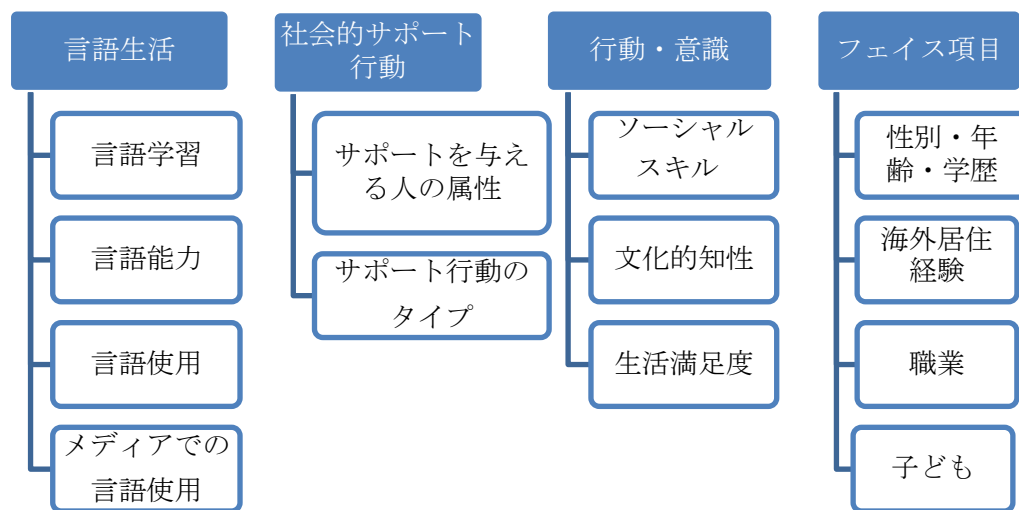 言語生活
言語学習
言語能力
言語使用
メディアでの
言語使用
社会的サポート
行動
サポートを与え
る人の属性
サポート行動の
タイプ
行動・意識
ソーシャル
スキル
文化的知性
生活満足度
フェイス項目
性別・年
齢・学歴
海外居住
経験
職業
子ども